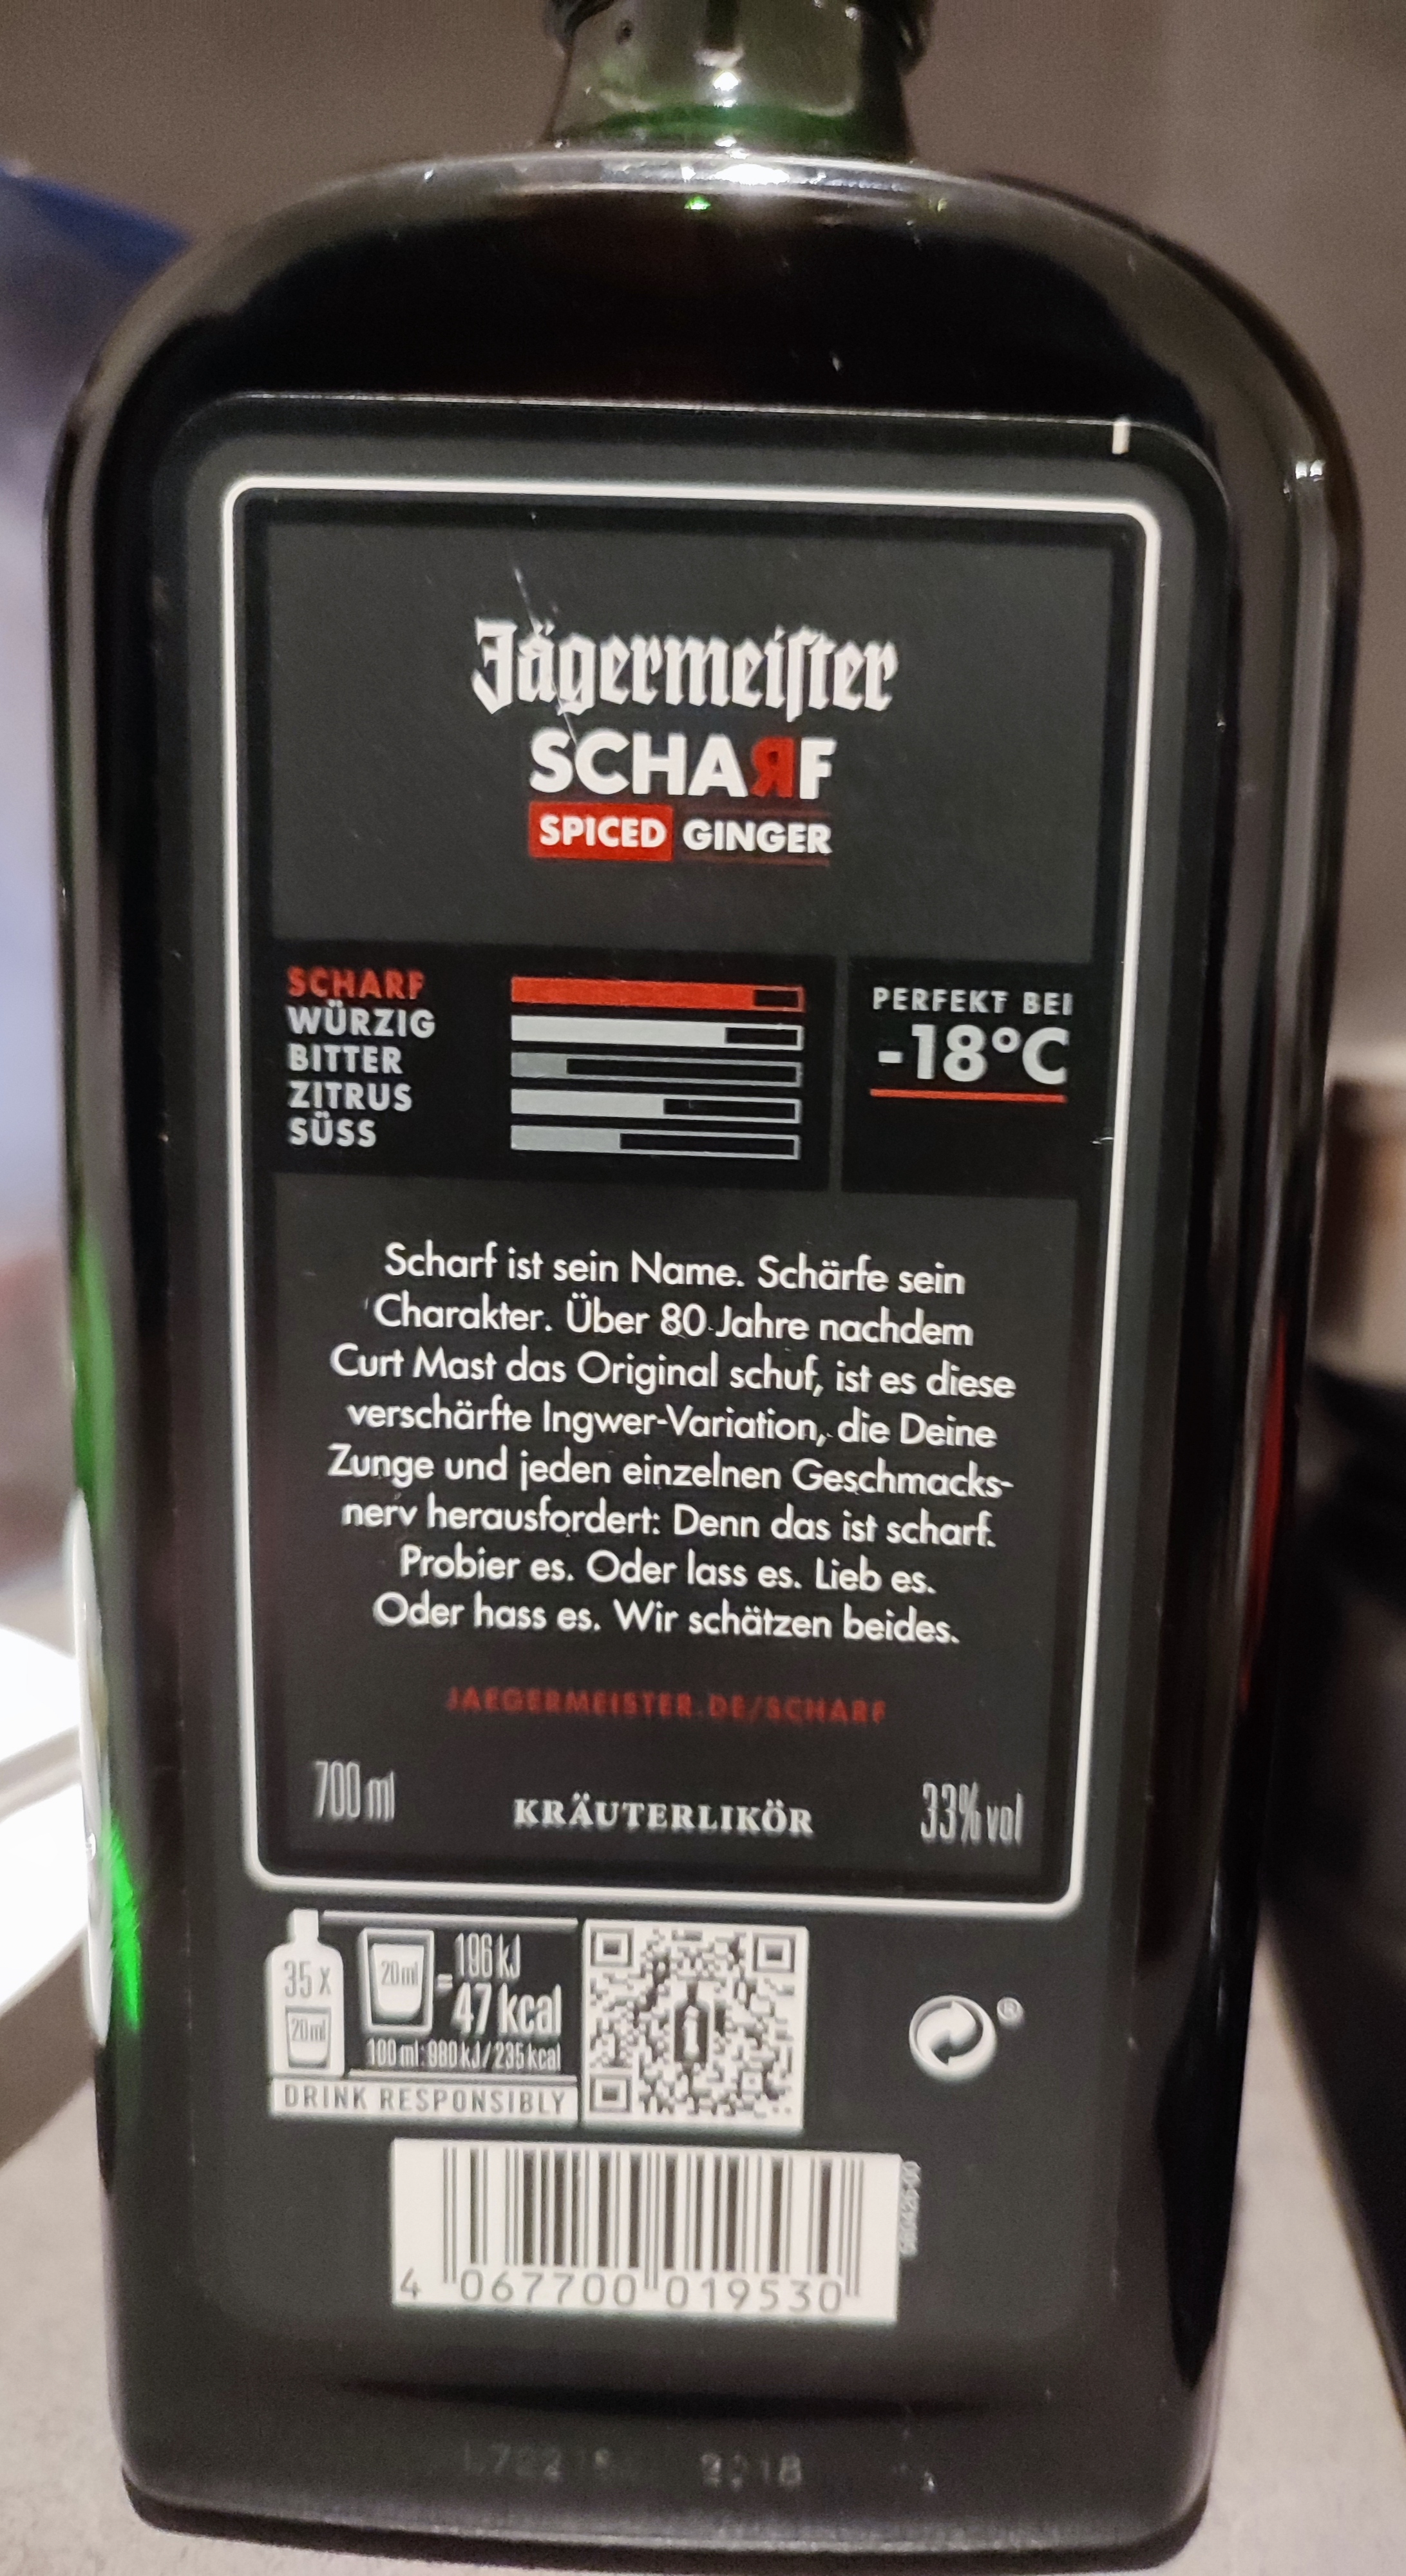 Jägermeister
SCHARF
SPICED GINGER
SCHARF
WÜRZIG
BITTER
ZITRUS
SÜSS
PERFEKT BEI
-18°C
Scharf ist sein Name. Schärfe sein
Charakter. Über 80 Jahre nachdem
Curt Mast das Original schuf, ist es diese
verschärfte Ingwer-Variation, die Deine
Zunge und jeden einzelnen Geschmacks-
nerv herausfordert: Denn das ist scharf.
Probier es. Oder lass es. Lieb es.
Oder hass es. Wir schätzen beides.
JAEGERMEISTER.DE/SCHARF
700 ml KRÄUTERLIKÖR 33% vol
35 x
20ml
20ml = 196 kJ
47 kcal
100 ml: 980 kJ / 235 kcal
DRINK RESPONSIBLY
®
4 067700 019530